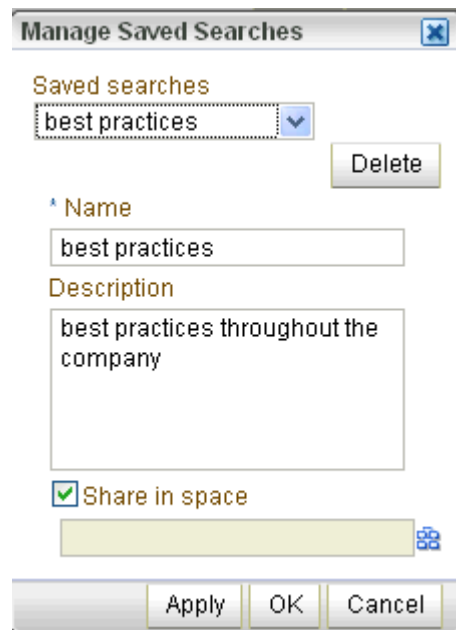 Manage Saved Searches
Saved searches
best practices
Delete
* Name
best practices
Description
best practices throughout the
company
Share in space
Apply OK Cancel